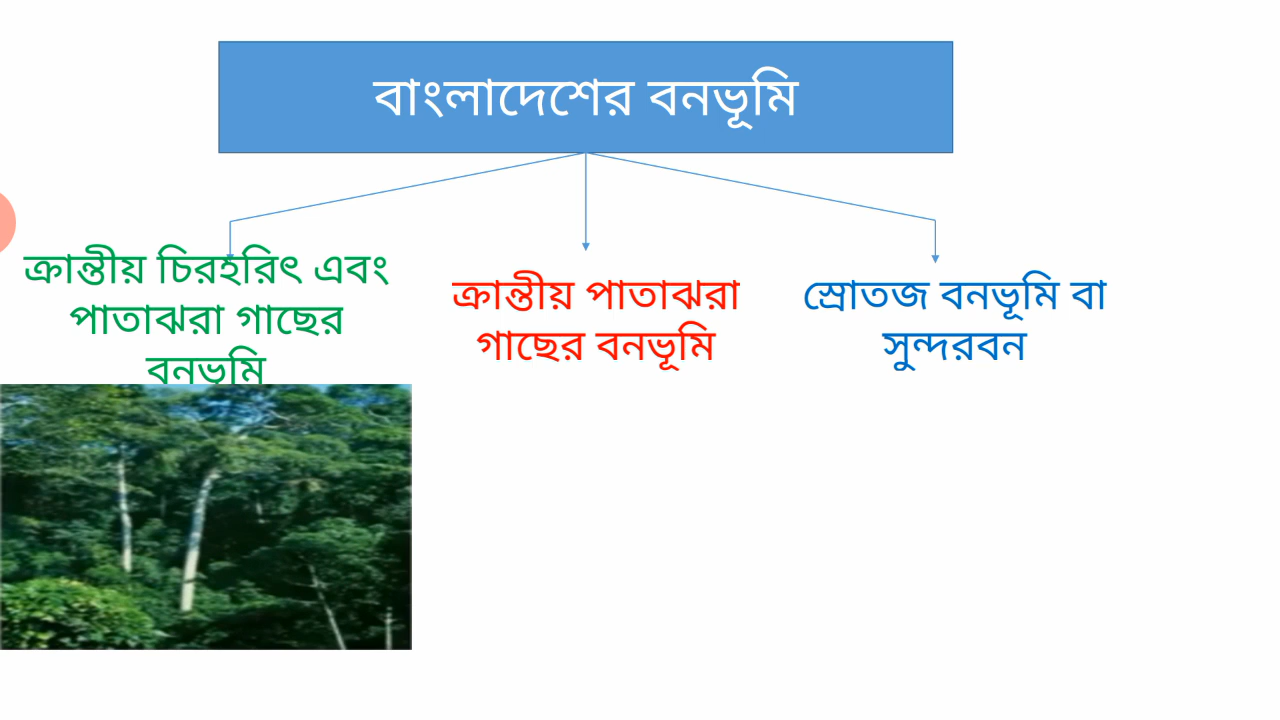 বাংলাদেশের বনভূমি
ক্রান্তীয় চিরহরিৎ এবং
পাতাঝরা গাছের
বনভূমি
ক্রান্তীয় পাতাঝরা
গাছের বনভূমি
স্রোতজ বনভূমি বা
সুন্দরবন